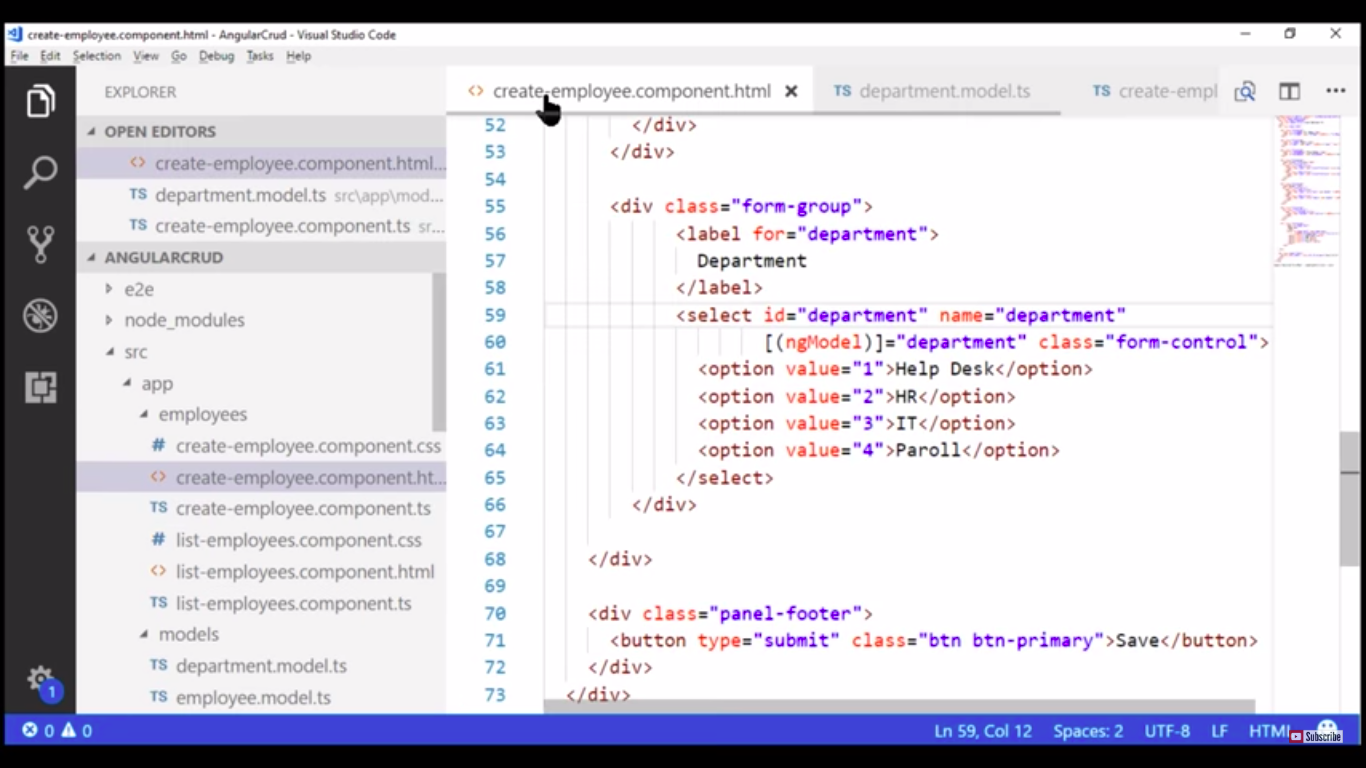 create-employee.component.html - AngularCrud - Visual Studio Code
File Edit Selection View Go Debug Tasks Help
EXPLORER
OPEN EDITORS
create-employee.component.html...
department.model.ts src\app\mod...
create-employee.component.ts sr...
ANGULARCRUD
e2e
node_modules
src
app
employees
create-employee.component.css
create-employee.component.ht...
create-employee.component.ts
list-employees.component.css
list-employees.component.html
list-employees.component.ts
models
department.model.ts
employee.model.ts
1
create-employee.component.html
TS department.model.ts
TS create-empl
52 </div>
53 </div>
54
55 <div class="form-group">
56 <label for="department">
57 Department
58 </label>
59 <select id="department" name="department"
60 [(ngModel)]="department" class="form-control">
61 <option value="1">Help Desk</option>
62 <option value="2">HR</option>
63 <option value="3">IT</option>
64 <option value="4">Paroll</option>
65 </select>
66 </div>
67
68 </div>
69
70 <div class="panel-footer">
71 <button type="submit" class="btn btn-primary">Save</button>
72 </div>
73 </div>
0 0 Ln 59, Col 12 Spaces: 2 UTF-8 LF HTML
Subscribe